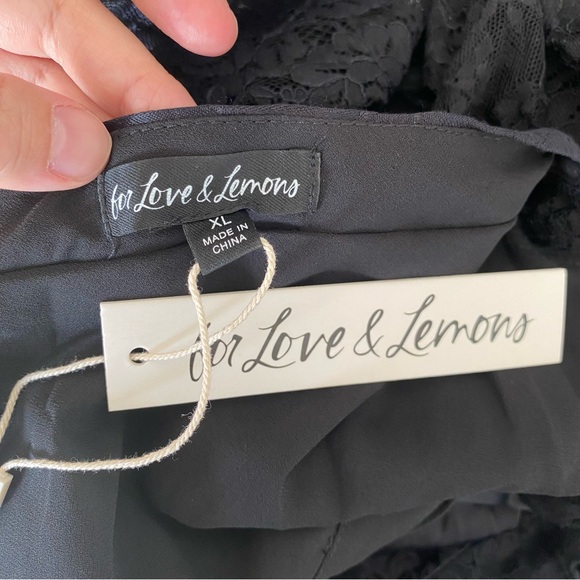 for Love & Lemons
XL
MADE IN
CHINA
for Love & Lemons